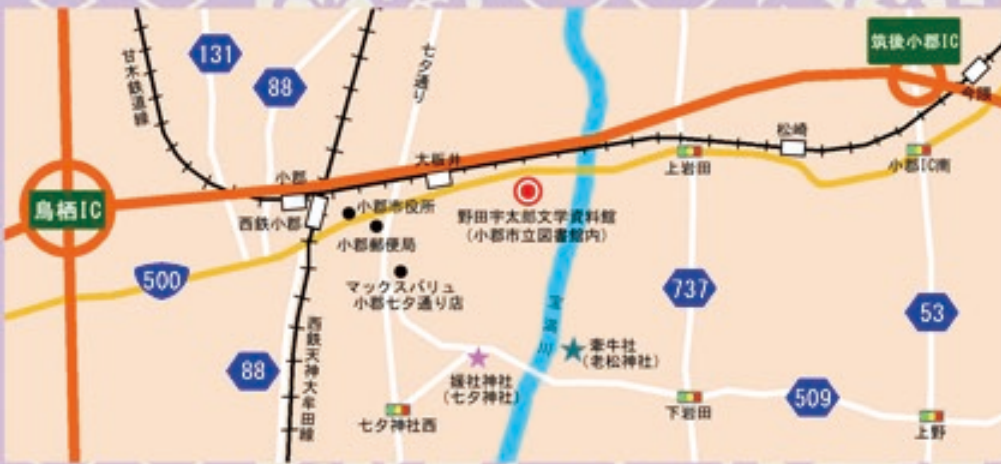 筑後小郡IC
131
88
甘木鉄道線
七夕通り
今隈
松崎
大板井
上岩田
小郡IC南
小郡
鳥栖IC
小郡市役所
西鉄小郡
小郡郵便局
野田宇太郎文学資料館
(小郡市立図書館内)
500
マックスバリュ
小郡七夕通り店
737
53
宝満川
西鉄天神大牟田線
88
牽牛社
(老松神社)
媛社神社
(七夕神社)
509
七夕神社西
下岩田
上野